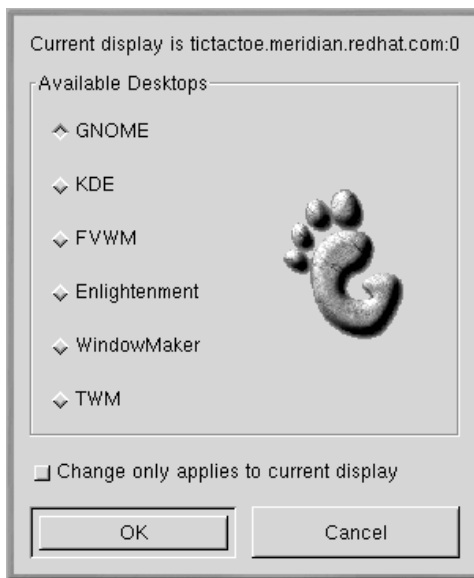 Current display is tictactoe.meridian.redhat.com:0
Available Desktops
GNOME
KDE
FVWM
Enlightenment
WindowMaker
TWM
Change only applies to current display
OK
Cancel